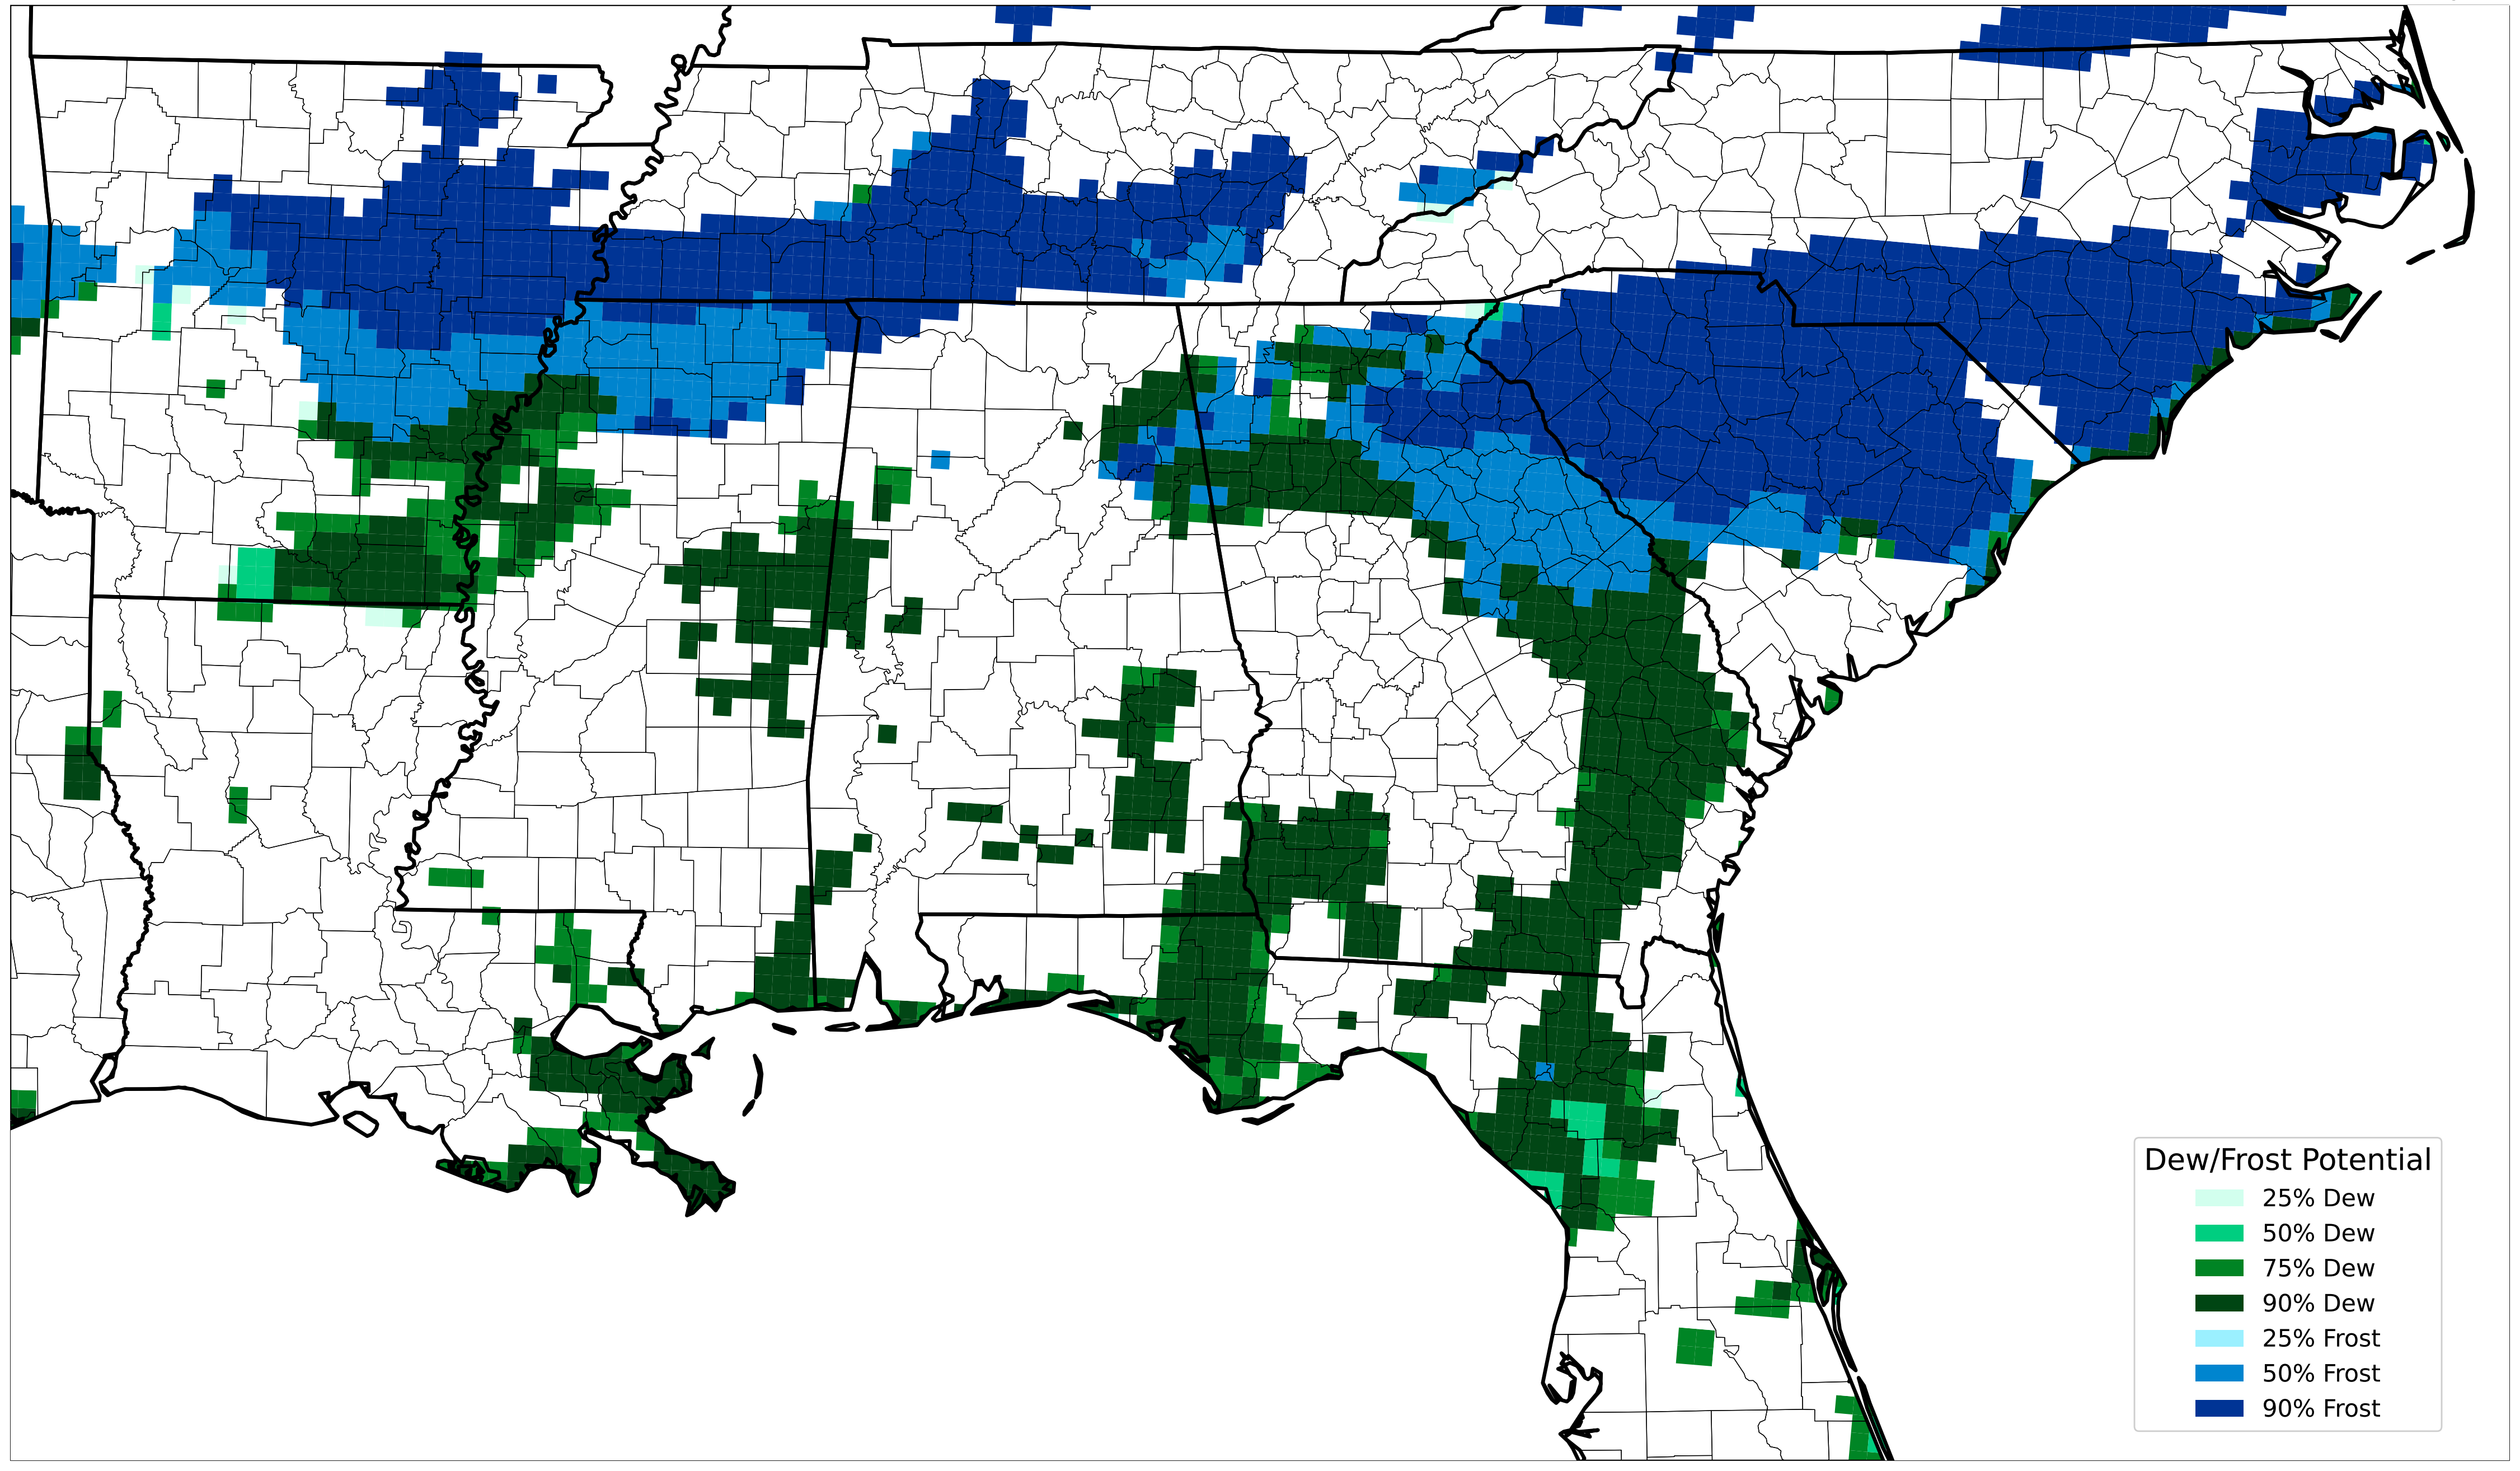 Dew/Frost Potential
25% Dew
50% Dew
75% Dew
90% Dew
25% Frost
50% Frost
90% Frost